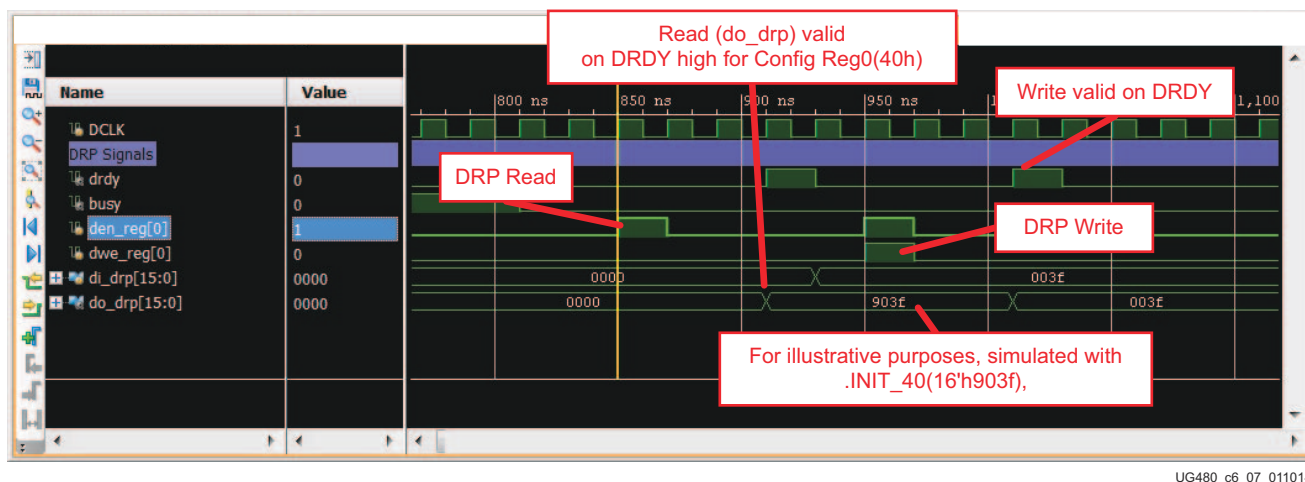 Read (do_drp) valid
on DRDY high for Config Reg0(40h)
Write valid on DRDY
Name
Value
800 ns
850 ns
900 ns
950 ns
1,100
DCLK
1
DRP Signals
drdy
0
DRP Read
busy
0
den_reg[0]
1
DRP Write
dwe_reg[0]
0
di_drp[15:0]
0000
0000
003f
do_drp[15:0]
0000
0000
903f
003f
For illustrative purposes, simulated with
.INIT_40(16'h903f),